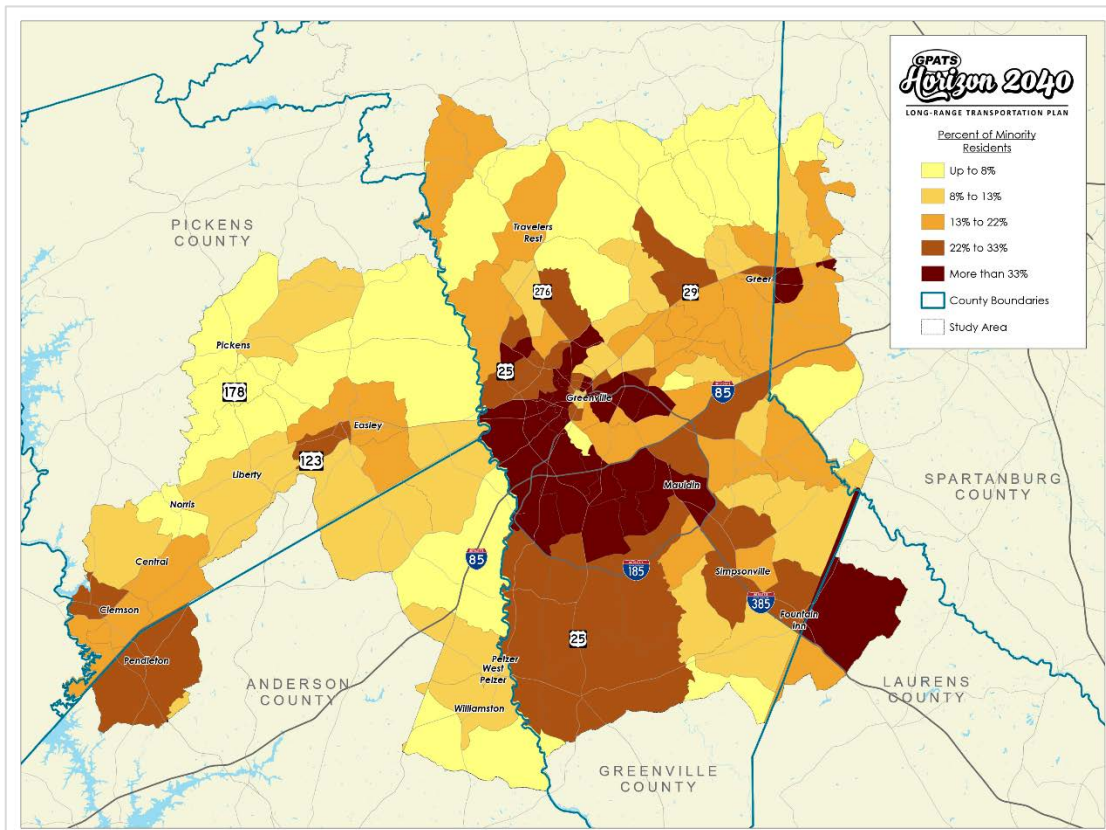 GPATS
Horizon 2040
LONG-RANGE TRANSPORTATION PLAN
Percent of Minority
Residents
Up to 8%
8% to 13%
13% to 22%
22% to 33%
More than 33%
County Boundaries
Study Area
PICKENS
COUNTY
Travelers
Rest
276
29
Greer
Pickens
25
178
85
Greenville
Easley
123
Liberty
Mauldin
SPARTANBURG
COUNTY
Norris
Central
85
185
Simpsonville
Clemson
385
Fountain
Inn
25
Pendleton
Pelzer
West
Pelzer
ANDERSON
COUNTY
LAURENS
COUNTY
Williamston
GREENVILLE
COUNTY